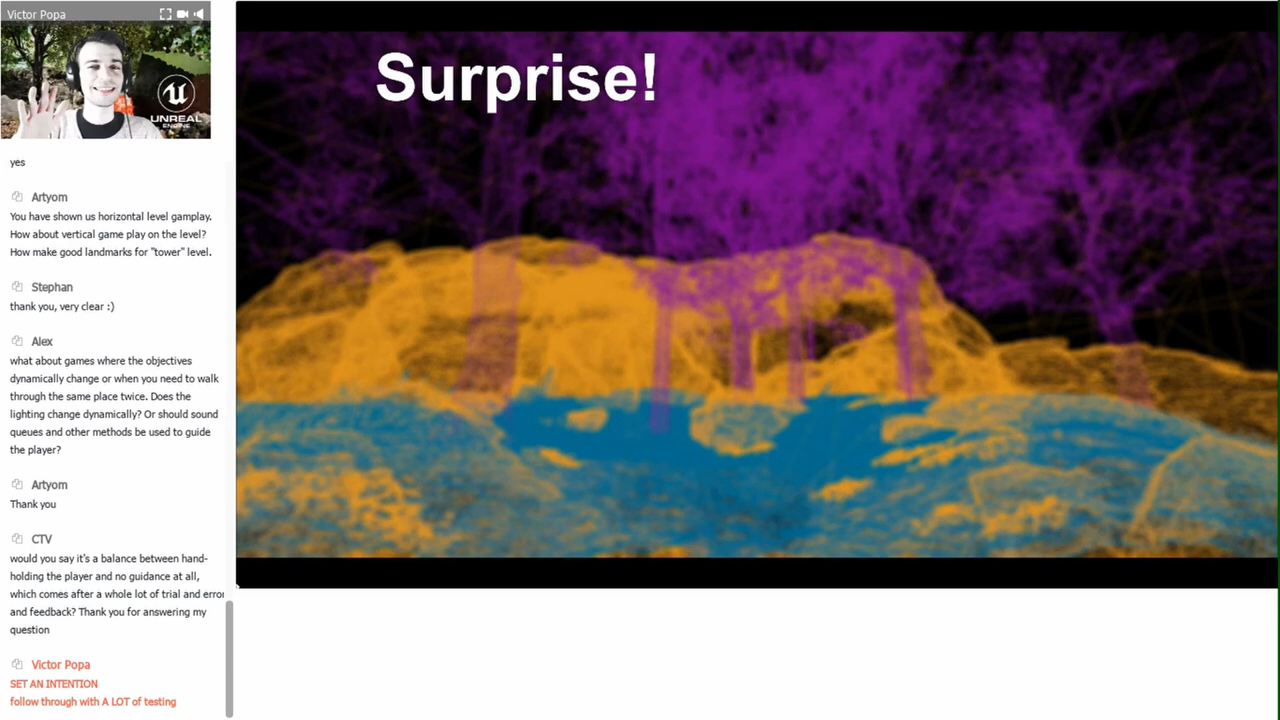 Victor Popa
UNREAL
ENGINE
yes
Artyom
You have shown us horizontal level gamplay.
How about vertical game play on the level?
How make good landmarks for "tower" level.
Stephan
thank you, very clear :)
Alex
what about games where the objectives
dynamically change or when you need to walk
through the same place twice. Does the
lighting change dynamically? Or should sound
queues and other methods be used to guide
the player?
Artyom
Thank you
CTV
would you say it's a balance between hand-
holding the player and no guidance at all,
which comes after a whole lot of trial and error
and feedback? Thank you for answering my
question
Victor Popa
SET AN INTENTION
follow through with A LOT of testing
Surprise!